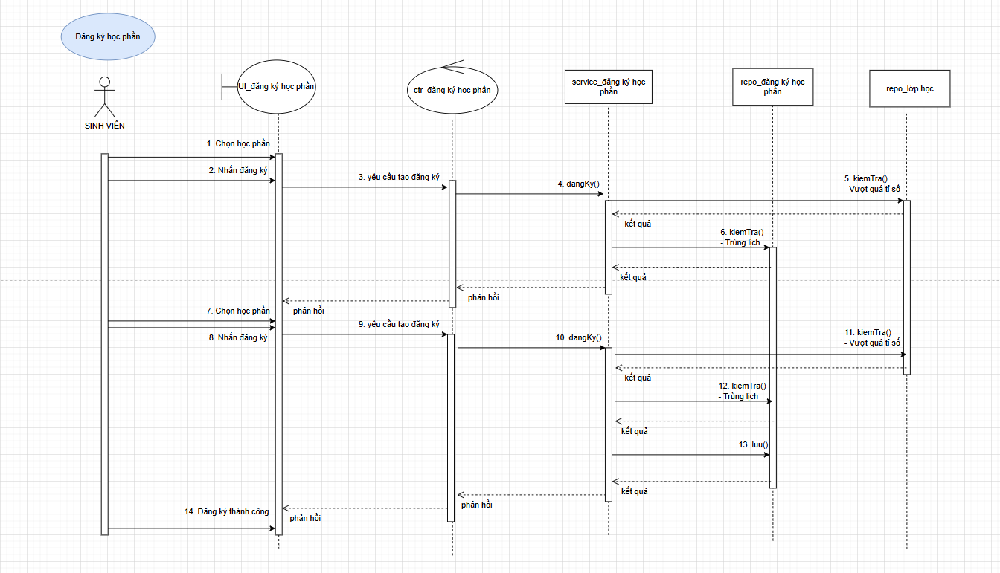 Đăng ký học phần
SINH VIÊN
UI_đăng ký học phần
ctr_đăng ký học phần
service_đăng ký học
phần
repo_đăng ký học
phần
repo_lớp học
1. Chọn học phần
2. Nhấn đăng ký
3. yêu cầu tạo đăng ký
4. dangKy()
5. kiemTra()
- Vượt quá tỉ số
kết quả
6. kiemTra()
- Trùng lịch
kết quả
phản hồi
phản hồi
7. Chọn học phần
8. Nhấn đăng ký
9. yêu cầu tạo đăng ký
10. dangKy()
11. kiemTra()
- Vượt quá tỉ số
kết quả
12. kiemTra()
- Trùng lịch
kết quả
13. luu()
kết quả
phản hồi
phản hồi
14. Đăng ký thành công